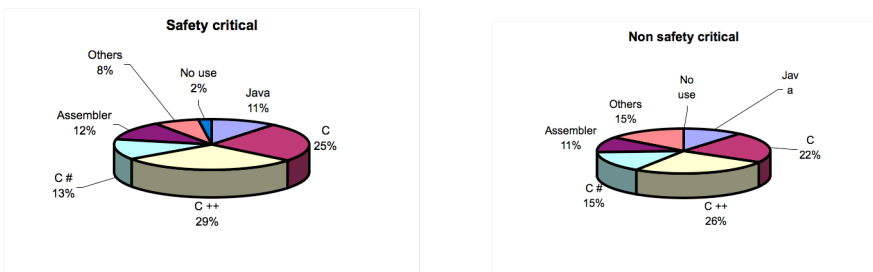 Safety critical
Others
8%
No use
2%
Java
11%
Assembler
12%
C
25%
C #
13%
C ++
29%
Non safety critical
No
use
Jav
a
Others
15%
Assembler
11%
C
22%
C #
15%
C ++
26%